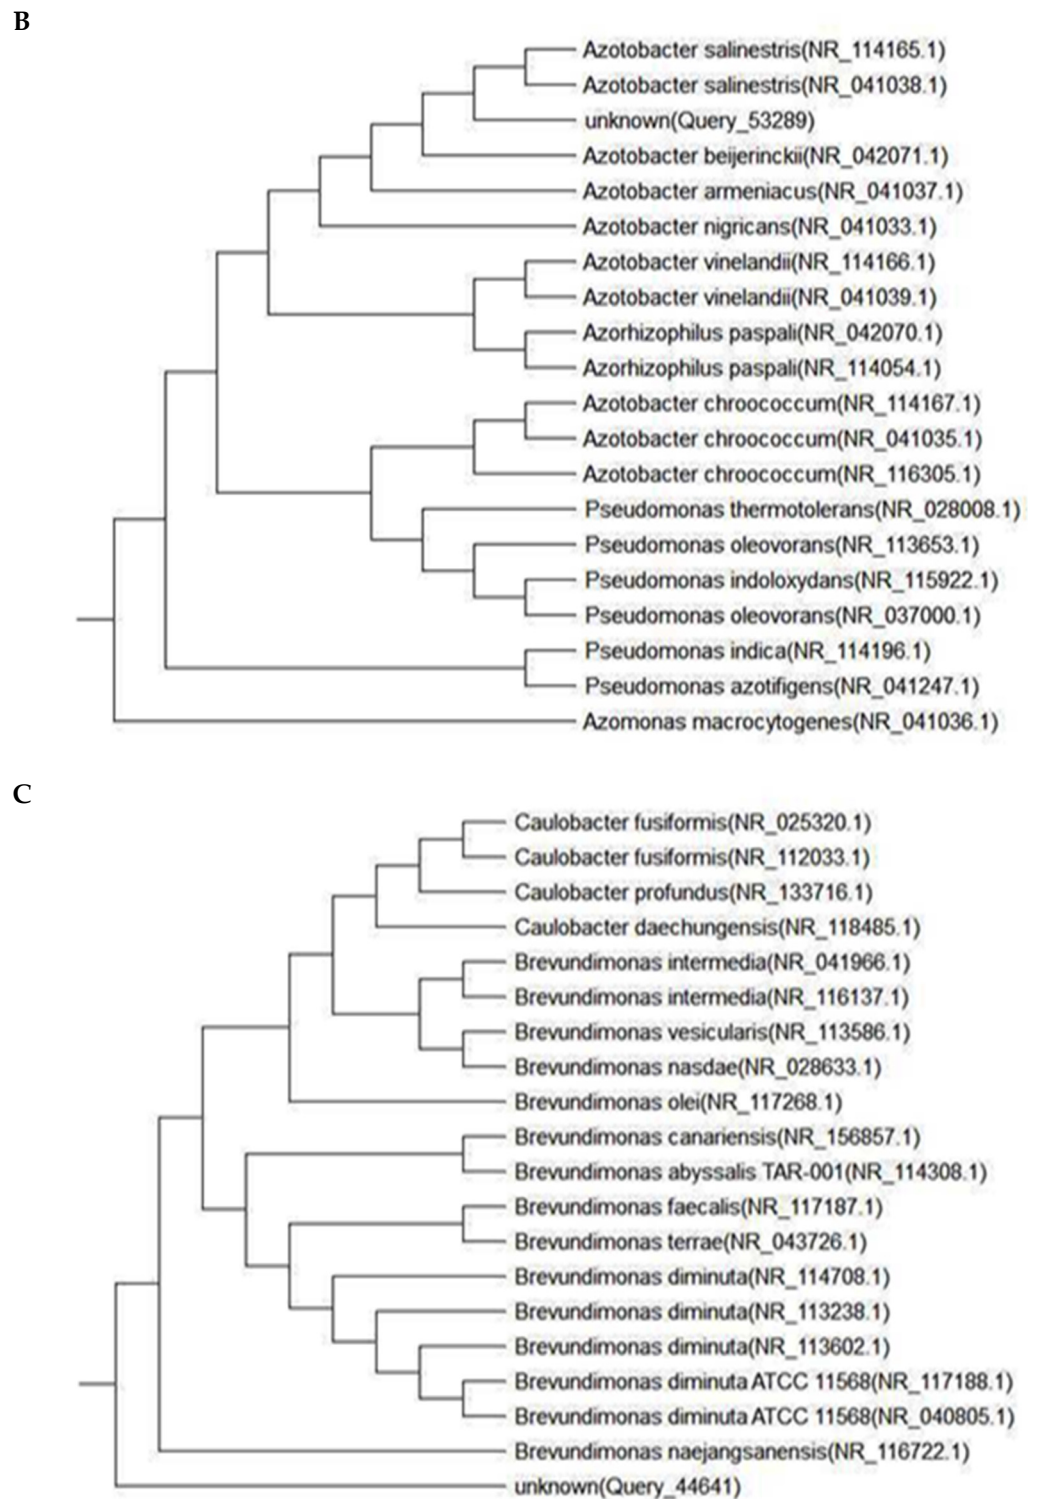 B
Azotobacter salinestris(NR_114165.1)
Azotobacter salinestris(NR_041038.1)
unknown(Query_53289)
Azotobacter beijerinckii(NR_042071.1)
Azotobacter armeniacus(NR_041037.1)
Azotobacter nigricans(NR_041033.1)
Azotobacter vinelandii(NR_114166.1)
Azotobacter vinelandii(NR_041039.1)
Azorhizophilus paspali(NR_042070.1)
Azorhizophilus paspali(NR_114054.1)
Azotobacter chroococcum(NR_114167.1)
Azotobacter chroococcum(NR_041035.1)
Azotobacter chroococcum(NR_116305.1)
Pseudomonas thermotolerans(NR_028008.1)
Pseudomonas oleovorans(NR_113653.1)
Pseudomonas indoloxydans(NR_115922.1)
Pseudomonas oleovorans(NR_037000.1)
Pseudomonas indica(NR_114196.1)
Pseudomonas azotifigens(NR_041247.1)
Azomonas macrocytogenes(NR_041036.1)
C
Caulobacter fusiformis(NR_025320.1)
Caulobacter fusiformis(NR_112033.1)
Caulobacter profundus(NR_133716.1)
Caulobacter daechungensis(NR_118485.1)
Brevundimonas intermedia(NR_041966.1)
Brevundimonas intermedia(NR_116137.1)
Brevundimonas vesicularis(NR_113586.1)
Brevundimonas nasdae(NR_028633.1)
Brevundimonas olei(NR_117268.1)
Brevundimonas canariensis(NR_156857.1)
Brevundimonas abyssalis TAR-001(NR_114308.1)
Brevundimonas faecalis(NR_117187.1)
Brevundimonas terrae(NR_043726.1)
Brevundimonas diminuta(NR_114708.1)
Brevundimonas diminuta(NR_113238.1)
Brevundimonas diminuta(NR_113602.1)
Brevundimonas diminuta ATCC 11568(NR_117188.1)
Brevundimonas diminuta ATCC 11568(NR_040805.1)
Brevundimonas naejangsanensis(NR_116722.1)
unknown(Query_44641)